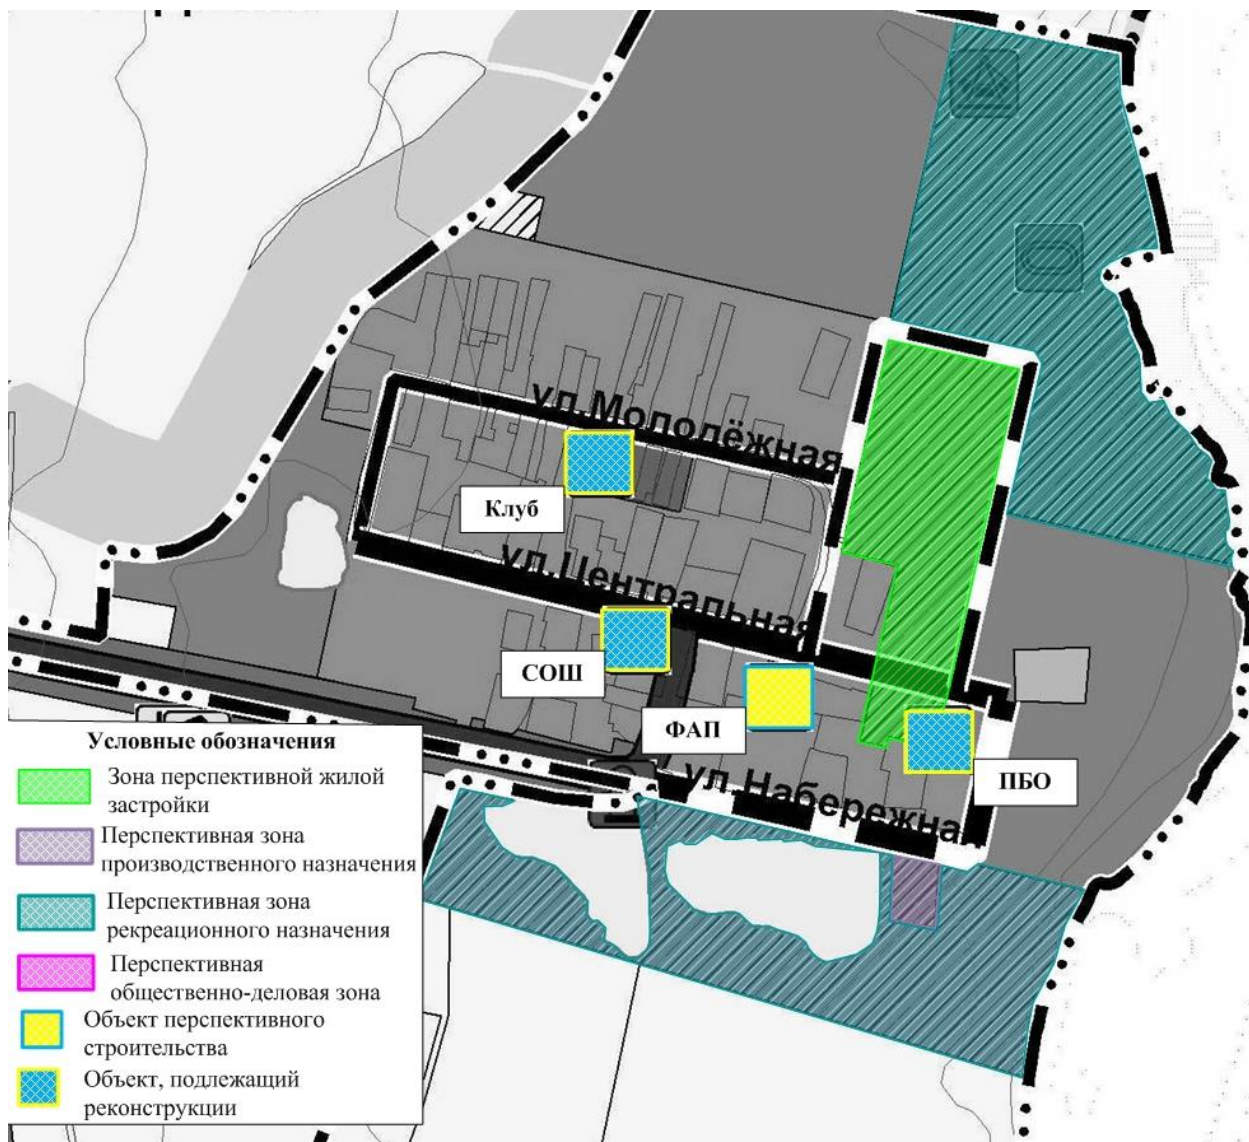 ул.Молодёжная
Клуб
ул.Центральная
СОШ
ФАП
ПБО
ул.Набережна
Условные обозначения
Зона перспективной жилой
застройки
Перспективная зона
производственного назначения
Перспективная зона
рекреационного назначения
Перспективная
общественно-деловая зона
Объект перспективного
строительства
Объект, подлежащий
реконструкции